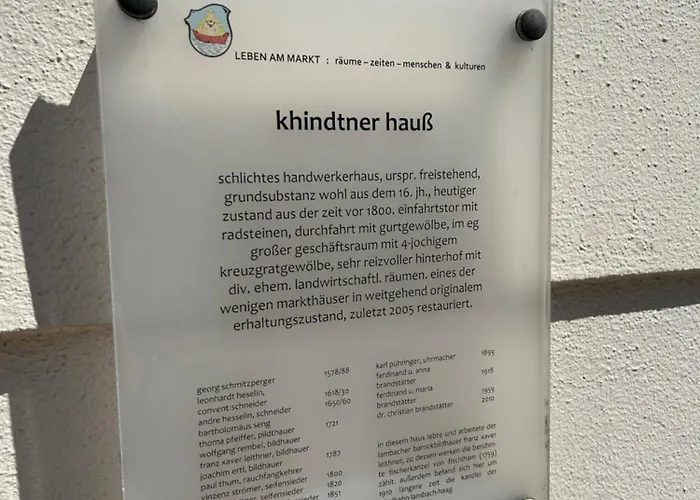 LEBEN AM MARKT : räume – zeiten – menschen & kulturen
khindtner hauß
schlichtes handwerkerhaus, urspr. freistehend,
grundsubstanz wohl aus dem 16. jh., heutiger
zustand aus der zeit vor 1800. einfahrtstor mit
radsteinen, durchfahrt mit gurtgewölbe, im eg
großer geschäftsraum mit 4-jochigem
kreuzgratgewölbe, sehr reizvoller hinterhof mit
div. ehem. landwirtschaftl. räumen. eines der
wenigen markthäuser in weitgehend originalem
erhaltungszustand, zuletzt 2005 restauriert.
georg schmitzperger 1578/88
leonhardt heselin,
convent schneider 1618/30
andre hesselin, schneider 1650/60
bartholomäus seng
thoma pfeiffer, pildthauer 1721
wolfgang rembel, bildhauer
franz xaver leithner, bildhauer
joachim ertl, bildhauer 1787
paul thum, rauchfangkehrer
vinzenz strömer, seifensieder 1800
seifensieder 1820
1851
karl pühringer, uhrmacher 1899
ferdinand u. anna
brandstätter 1918
ferdinand u. maria
brandstätter 1959
dr. christian brandstätter 2010
in diesem haus lebte und arbeitete der
lambacher barockbildhauer franz xaver
leithner, zu dessen werken die berühm-
te fischerkanzel von fischlham (1759)
zählt. außerdem befand sich hier um
1910 längere zeit die kanzlei der
lambach-haag.